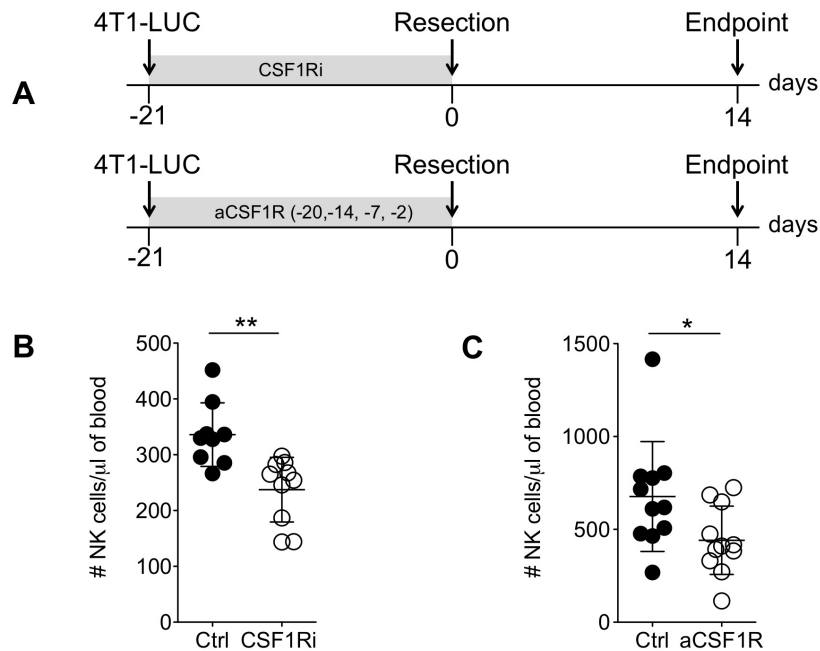 A
4T1-LUC Resection Endpoint
CSF1Ri
days
-21 0 14
4T1-LUC Resection Endpoint
aCSF1R (-20,-14, -7, -2)
days
-21 0 14
B
# NK cells/µl of blood
500
400
300
200
100
0
**
Ctrl CSF1Ri
C
# NK cells/µl of blood
1500
1000
500
0
*
Ctrl aCSF1R